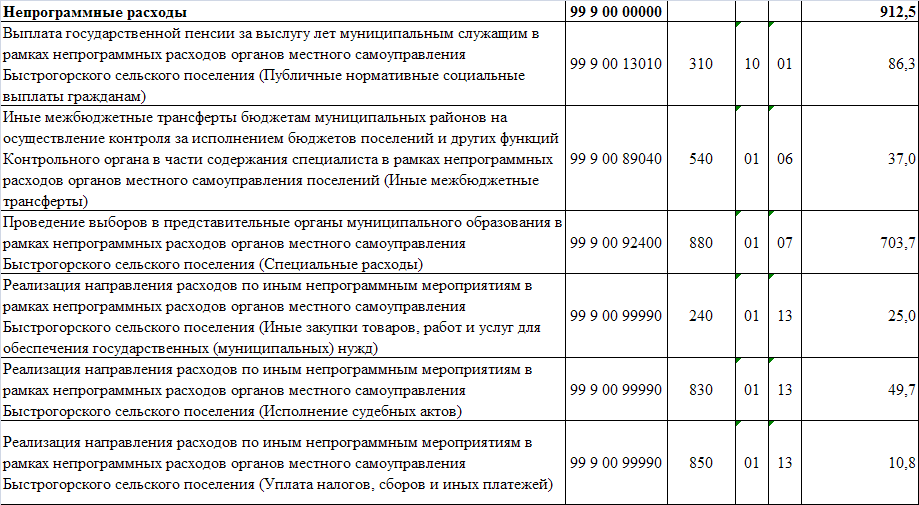 Непрограммные расходы 99 9 00 00000 912,5
Выплата государственной пенсии за выслугу лет муниципальным служащим в
рамках непрограммных расходов органов местного самоуправления
Быстрогорского сельского поселения (Публичные нормативные социальные
выплаты гражданам)
99 9 00 13010 310 10 01 86,3
Иные межбюджетные трансферты бюджетам муниципальных районов на
осуществление контроля за исполнением бюджетов поселений и других функций
Контрольного органа в части содержания специалиста в рамках непрограммных
расходов органов местного самоуправления поселений (Иные межбюджетные
трансферты)
99 9 00 89040 540 01 06 37,0
Проведение выборов в представительные органы муниципального образования в
рамках непрограммных расходов органов местного самоуправления
Быстрогорского сельского поселения (Специальные расходы)
99 9 00 92400 880 01 07 703,7
Реализация направления расходов по иным непрограммным мероприятиям в
рамках непрограммных расходов органов местного самоуправления
Быстрогорского сельского поселения (Иные закупки товаров, работ и услуг для
обеспечения государственных (муниципальных) нужд)
99 9 00 99990 240 01 13 25,0
Реализация направления расходов по иным непрограммным мероприятиям в
рамках непрограммных расходов органов местного самоуправления
Быстрогорского сельского поселения (Исполнение судебных актов)
99 9 00 99990 830 01 13 49,7
Реализация направления расходов по иным непрограммным мероприятиям в
рамках непрограммных расходов органов местного самоуправления
Быстрогорского сельского поселения (Уплата налогов, сборов и иных платежей)
99 9 00 99990 850 01 13 10,8